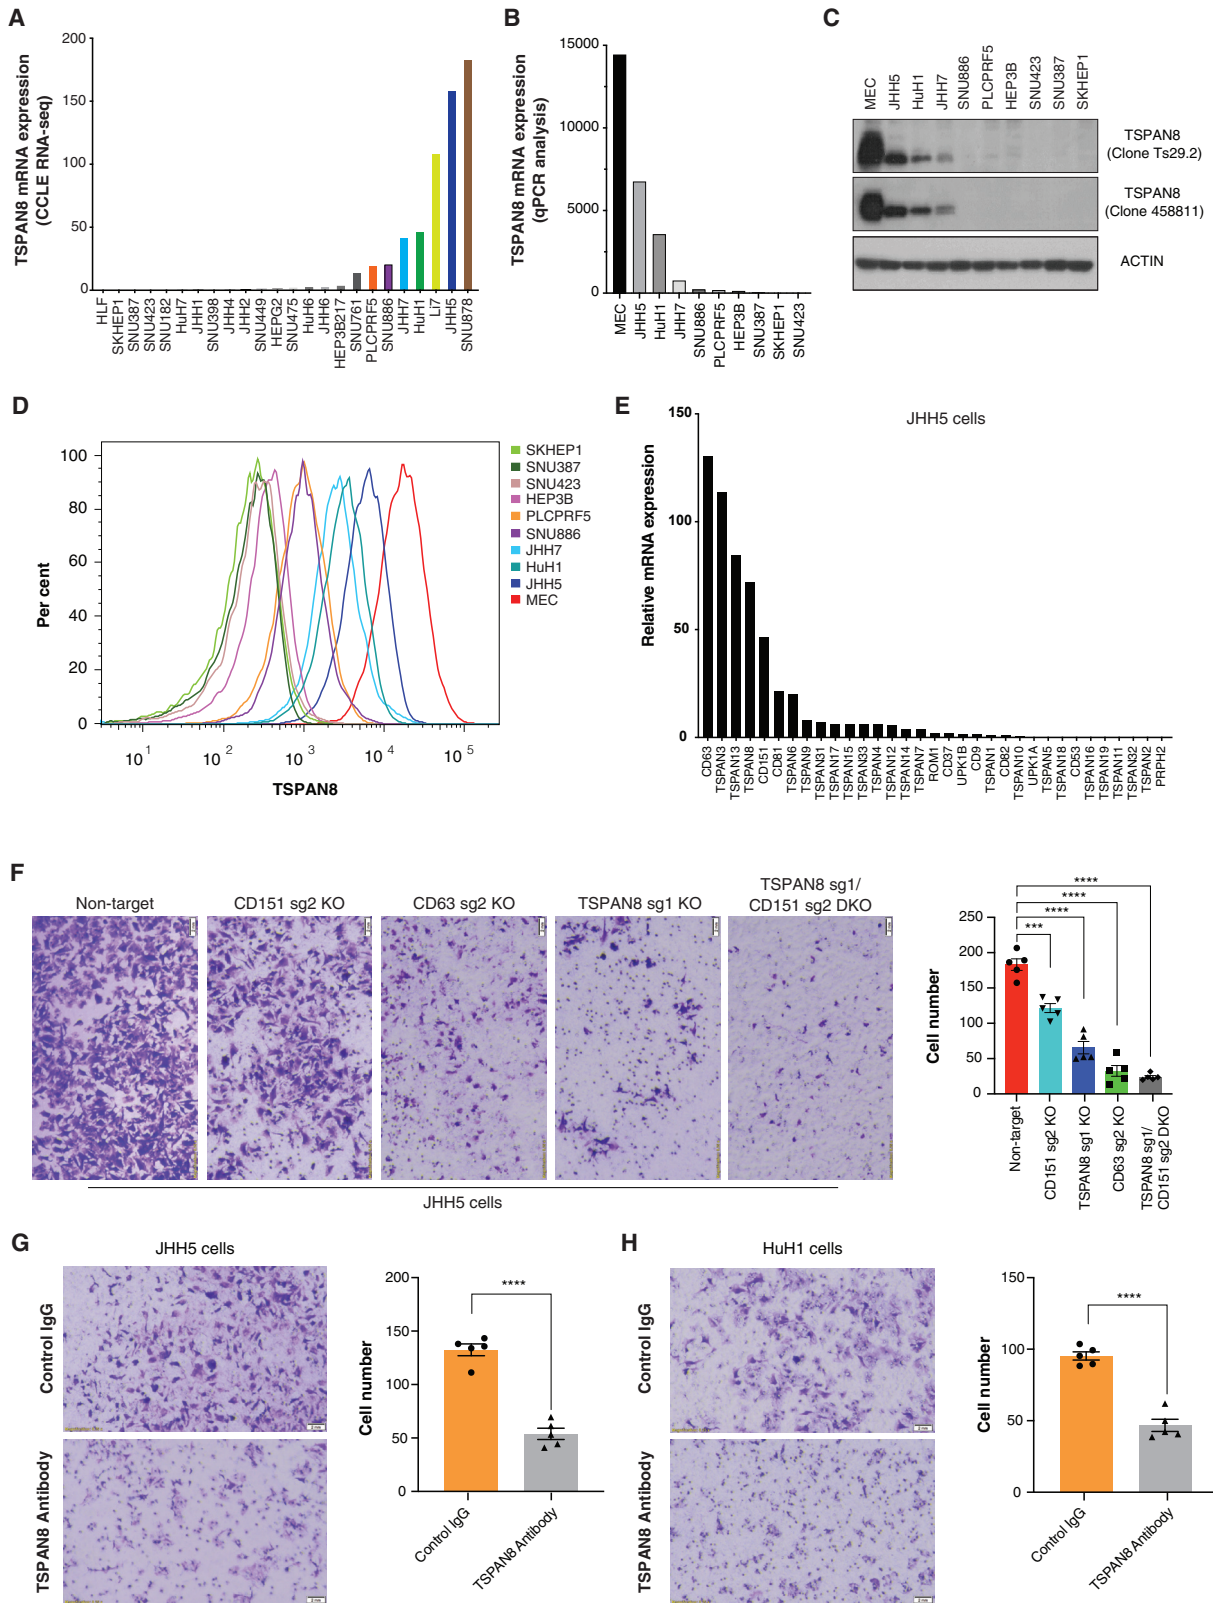 A
TSPAN8 mRNA expression
(CCLE RNA-seq)
200
150
100
50
0
HLF
SKHEP1
SNU387
SNU423
SNU182
HuH7
JHH1
SNU398
JHH4
JHH2
SNU449
HEPG2
SNU475
HuH6
JHH6
HEP3B217
SNU761
PLCPRF5
SNU886
JHH7
HuH1
Li7
JHH5
SNU878
B
TSPAN8 mRNA expression
(qPCR analysis)
15000
10000
5000
0
MEC
JHH5
HuH1
JHH7
SNU886
PLCPRF5
HEP3B
SNU387
SKHEP1
SNU423
C
MEC
JHH5
HuH1
JHH7
SNU886
PLCPRF5
HEP3B
SNU423
SNU387
SKHEP1
TSPAN8
(Clone Ts29.2)
TSPAN8
(Clone 458811)
ACTIN
D
Per cent
100
80
60
40
20
0
10^1
10^2
10^3
10^4
10^5
TSPAN8
SKHEP1
SNU387
SNU423
HEP3B
PLCPRF5
SNU886
JHH7
HuH1
JHH5
MEC
E
JHH5 cells
Relative mRNA expression
150
100
50
0
CD63
TSPAN3
TSPAN13
TSPAN8
CD151
CD81
TSPAN6
TSPAN9
TSPAN31
TSPAN17
TSPAN15
TSPAN33
TSPAN4
TSPAN12
TSPAN14
TSPAN7
ROM1
CD37
UPK1B
CD9
TSPAN1
CD82
TSPAN10
UPK1A
TSPAN5
TSPAN18
CD53
TSPAN16
TSPAN19
TSPAN11
TSPAN32
TSPAN2
PRPH2
F
Non-target
CD151 sg2 KO
CD63 sg2 KO
TSPAN8 sg1 KO
TSPAN8 sg1/
CD151 sg2 DKO
JHH5 cells
Cell number
250
200
150
100
50
0
****
****
****
***
Non-target
CD151 sg2 KO
TSPAN8 sg1 KO
CD63 sg2 KO
TSPAN8 sg1/
CD151 sg2 DKO
G
JHH5 cells
Control IgG
TSPAN8 Antibody
Cell number
200
150
100
50
0
****
Control IgG
TSPAN8 Antibody
H
HuH1 cells
Control IgG
TSPAN8 Antibody
Cell number
150
100
50
0
****
Control IgG
TSPAN8 Antibody